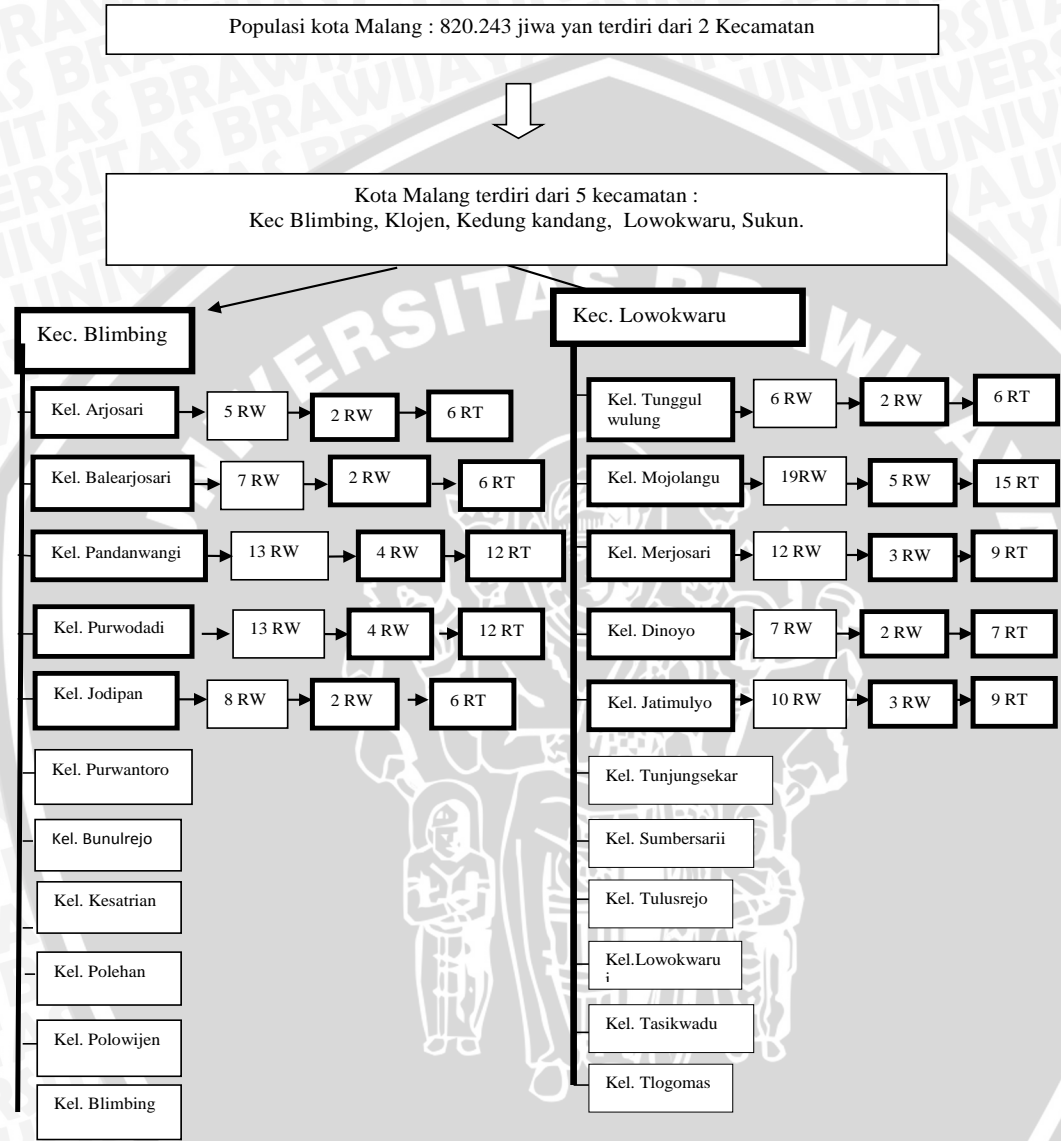 Populasi kota Malang : 820.243 jiwa yan terdiri dari 2 Kecamatan
Kota Malang terdiri dari 5 kecamatan :
Kec Blimbing, Klojen, Kedung kandang, Lowokwaru, Sukun.
Kec. Blimbing
Kel. Arjosari
5 RW
2 RW
6 RT
Kel. Balearjosari
7 RW
2 RW
6 RT
Kel. Pandanwangi
13 RW
4 RW
12 RT
Kel. Purwodadi
13 RW
4 RW
12 RT
Kel. Jodipan
8 RW
2 RW
6 RT
Kel. Purwantoro
Kel. Bunulrejo
Kel. Kesatrian
Kel. Polehan
Kel. Polowijen
Kel. Blimbing
Kec. Lowokwaru
Kel. Tunggul
wulung
6 RW
2 RW
6 RT
Kel. Mojolangu
19RW
5 RW
15 RT
Kel. Merjosari
12 RW
3 RW
9 RT
Kel. Dinoyo
7 RW
2 RW
7 RT
Kel. Jatimulyo
10 RW
3 RW
9 RT
Kel. Tunjungsekar
Kel. Sumbersarii
Kel. Tulusrejo
Kel.Lowokwaru
Kel. Tasikwadu
Kel. Tlogomas
UNIVERSITAS BRAWIJAYA